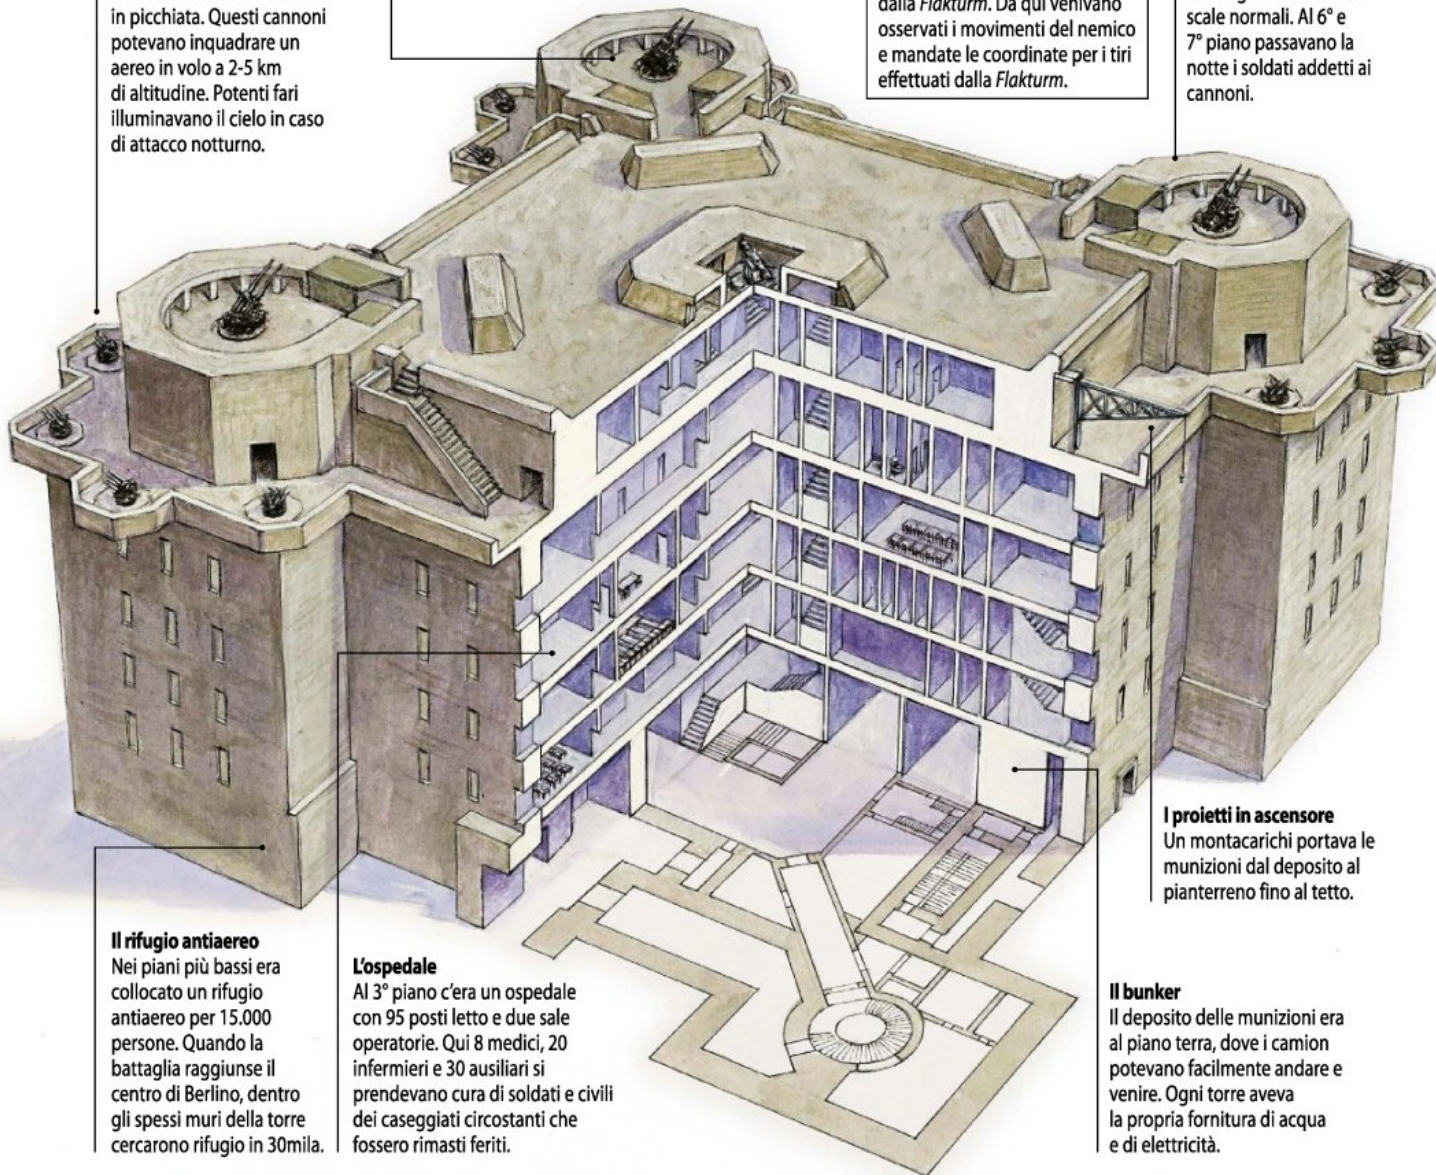 in picchiata. Questi cannoni
potevano inquadrare un
aereo in volo a 2-5 km
di altitudine. Potenti fari
illuminavano il cielo in caso
di attacco notturno.
dalla Flakturm. Da qui venivano
osservati i movimenti del nemico
e mandate le coordinate per i tiri
effettuati dalla Flakturm.
scale normali. Al 6° e
7° piano passavano la
notte i soldati addetti ai
cannoni.
I proietti in ascensore
Un montacarichi portava le
munizioni dal deposito al
pianterreno fino al tetto.
Il rifugio antiaereo
Nei piani più bassi era
collocato un rifugio
antiaereo per 15.000
persone. Quando la
battaglia raggiunse il
centro di Berlino, dentro
gli spessi muri della torre
cercarono rifugio in 30mila.
L'ospedale
Al 3° piano c'era un ospedale
con 95 posti letto e due sale
operatorie. Qui 8 medici, 20
infermieri e 30 ausiliari si
prendevano cura di soldati e civili
dei caseggiati circostanti che
fossero rimasti feriti.
Il bunker
Il deposito delle munizioni era
al piano terra, dove i camion
potevano facilmente andare e
venire. Ogni torre aveva
la propria fornitura di acqua
e di elettricità.